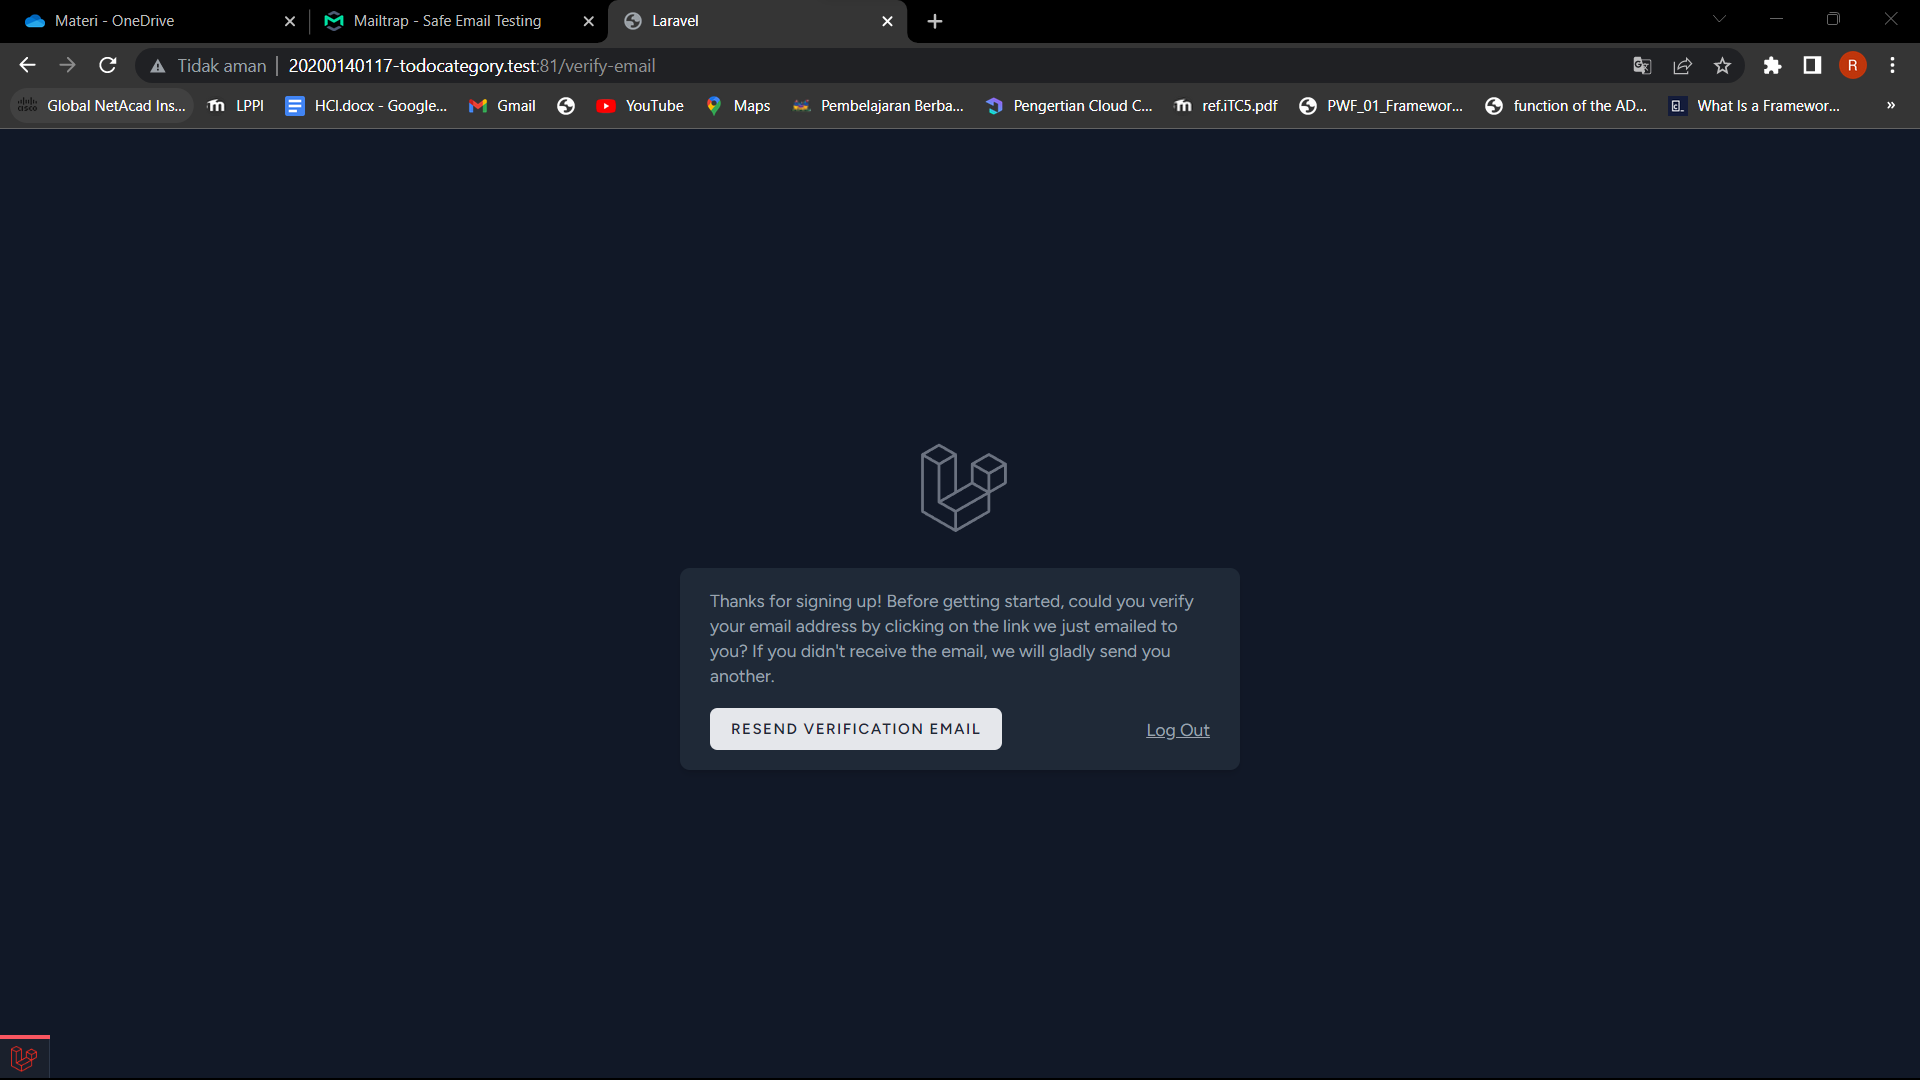 Materi - OneDrive
Mailtrap - Safe Email Testing
Laravel
Tidak aman
20200140117-todocategory.test:81/verify-email
R
Global NetAcad Ins...
LPPI
HCI.docx - Google...
Gmail
YouTube
Maps
Pembelajaran Berba...
Pengertian Cloud C...
ref.iTC5.pdf
PWF_01_Framewor...
function of the AD...
What Is a Framewor...
»
Thanks for signing up! Before getting started, could you verify
your email address by clicking on the link we just emailed to
you? If you didn't receive the email, we will gladly send you
another.
RESEND VERIFICATION EMAIL
Log Out